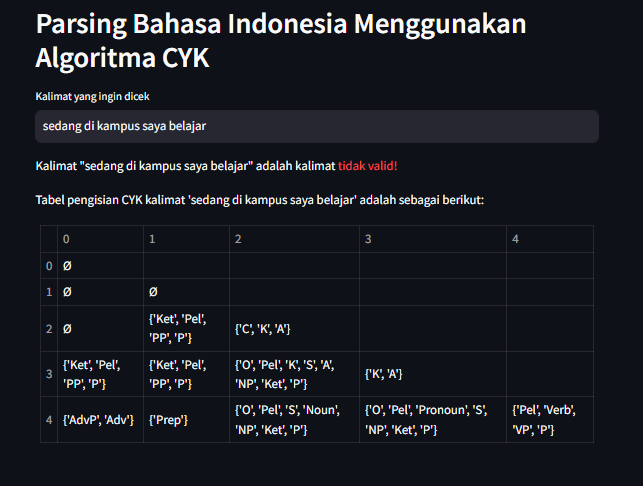 Parsing Bahasa Indonesia Menggunakan
Algoritma CYK
Kalimat yang ingin dicek
sedang di kampus saya belajar
Kalimat "sedang di kampus saya belajar" adalah kalimat tidak valid!
Tabel pengisian CYK kalimat 'sedang di kampus saya belajar' adalah sebagai berikut:
0 1 2 3 4
0 Ø
1 Ø Ø
2 Ø {'Ket', 'Pel', 'PP', 'P'} {'C', 'K', 'A'}
3 {'Ket', 'Pel', 'PP', 'P'} {'Ket', 'Pel', 'PP', 'P'} {'O', 'Pel', 'K', 'S', 'A', 'NP', 'Ket', 'P'} {'K', 'A'}
4 {'AdvP', 'Adv'} {'Prep'} {'O', 'Pel', 'S', 'Noun', 'NP', 'Ket', 'P'} {'O', 'Pel', 'Pronoun', 'S', 'NP', 'Ket', 'P'} {'Pel', 'Verb', 'VP', 'P'}